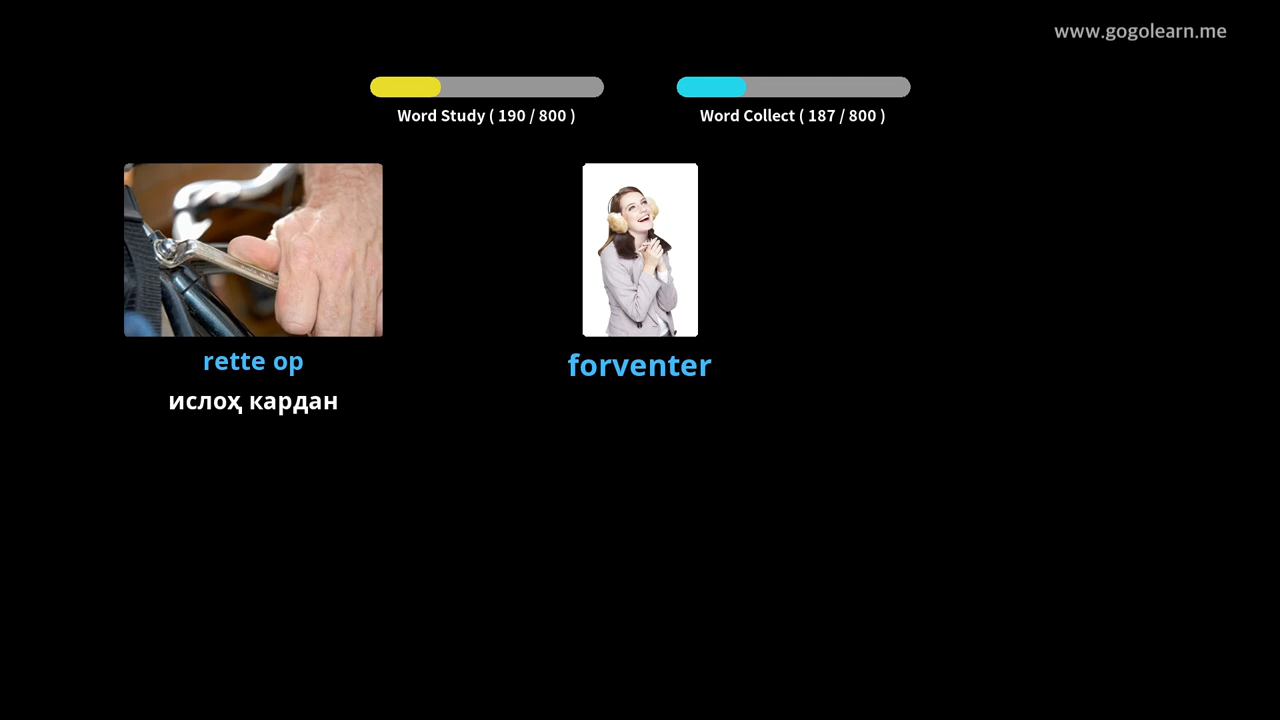 www.gogolearn.me
Word Study ( 190 / 800 )
Word Collect ( 187 / 800 )
rette op
ислоҳ кардан
forventer